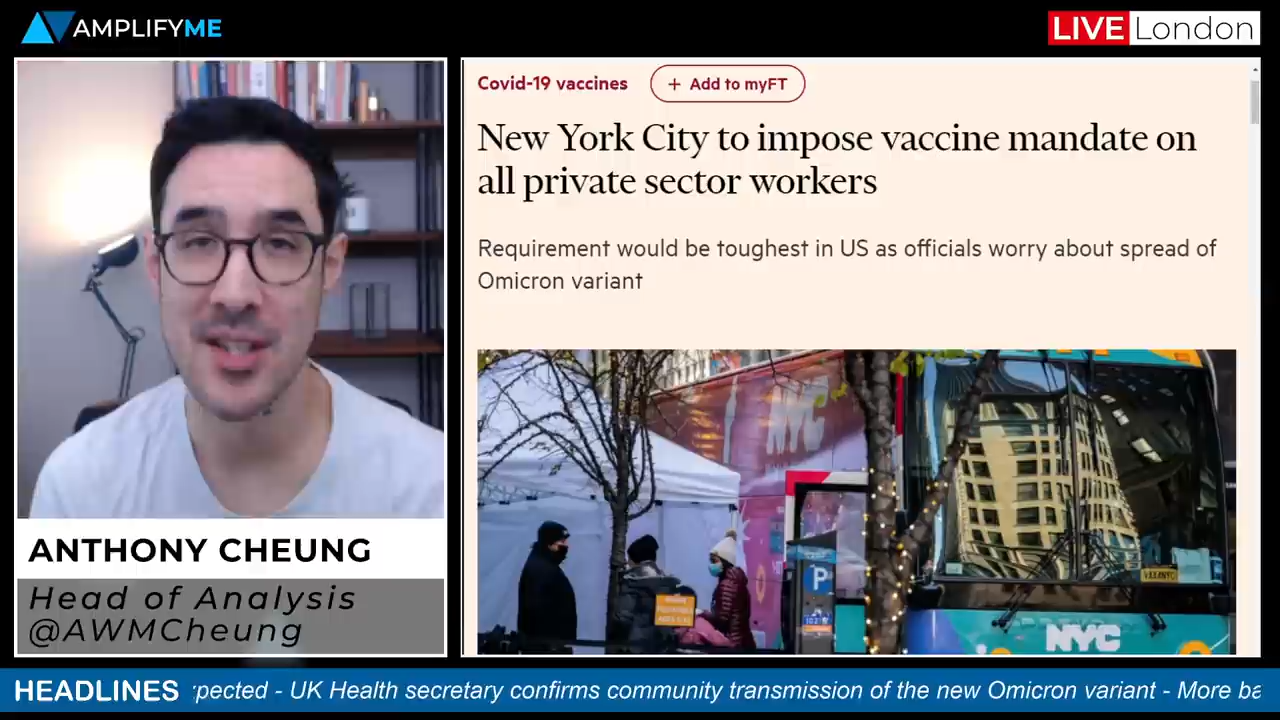 AMPLIFYME
LIVE London
Covid-19 vaccines + Add to myFT
New York City to impose vaccine mandate on
all private sector workers
Requirement would be toughest in US as officials worry about spread of
Omicron variant
NYC
P
NYC
ANTHONY CHEUNG
Head of Analysis
@AWMCheung
HEADLINES pected - UK Health secretary confirms community transmission of the new Omicron variant - More ba